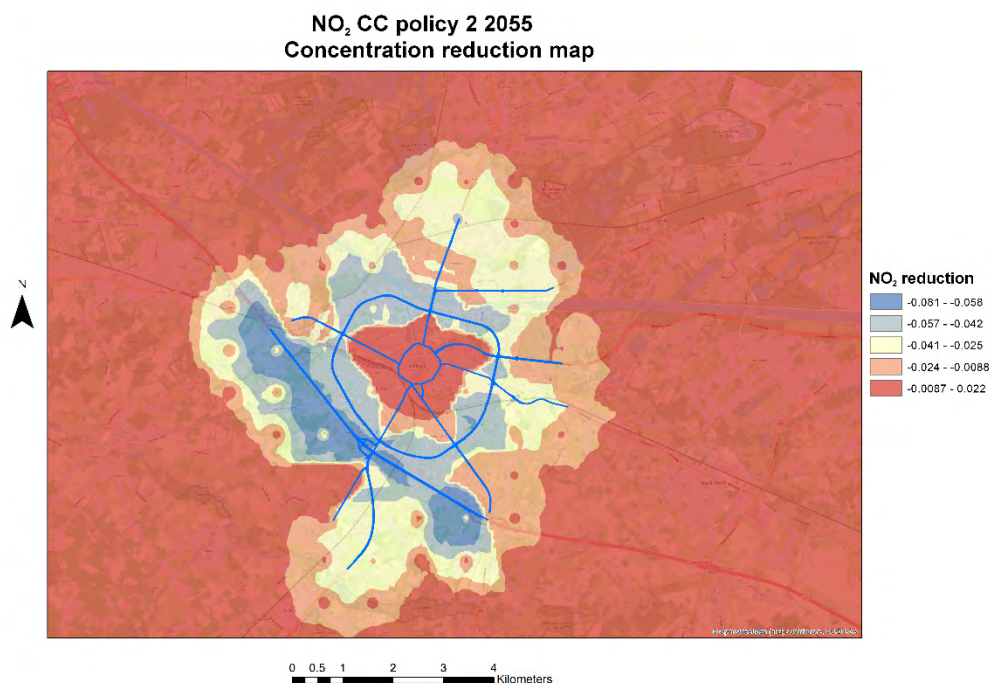 NO₂ CC policy 2 2055
Concentration reduction map
N
NO₂ reduction
-0.081 - -0.058
-0.057 - -0.042
-0.041 - -0.025
-0.024 - -0.0088
-0.0087 - 0.022
0 0.5 1 2 3 4
Kilometers